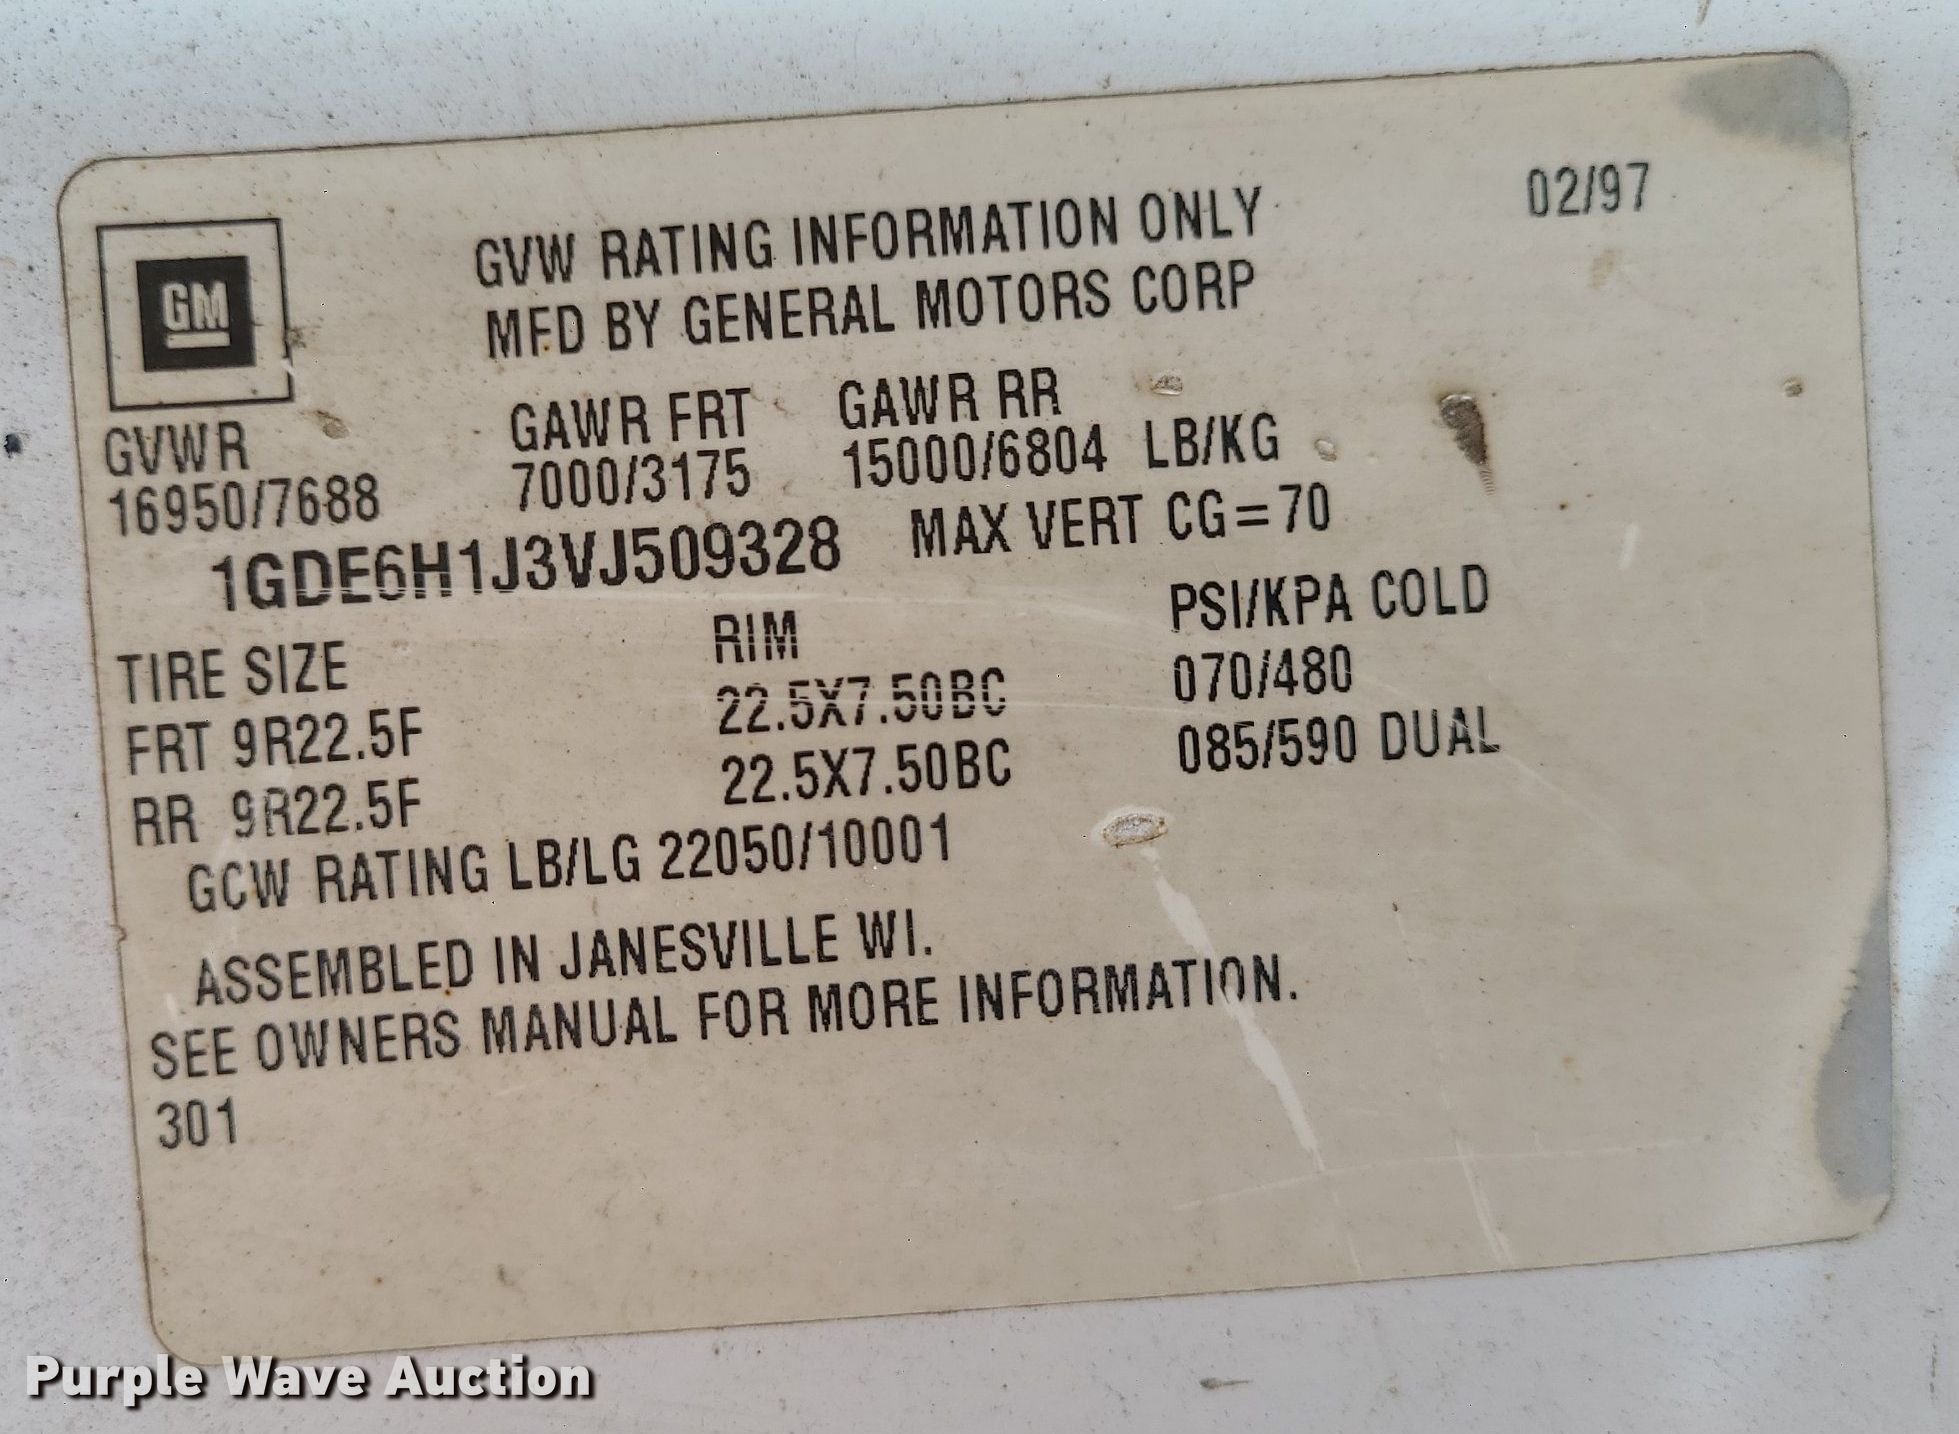 02/97
GM
GVW RATING INFORMATION ONLY
MFD BY GENERAL MOTORS CORP
GVWR GAWR FRT GAWR RR
16950/7688 7000/3175 15000/6804 LB/KG
1GDE6H1J3VJ509328 MAX VERT CG=70
TIRE SIZE RIM PSI/KPA COLD
FRT 9R22.5F 22.5X7.50BC 070/480
RR 9R22.5F 22.5X7.50BC 085/590 DUAL
GCW RATING LB/LG 22050/10001
ASSEMBLED IN JANESVILLE WI.
SEE OWNERS MANUAL FOR MORE INFORMATION.
301
Purple Wave Auction